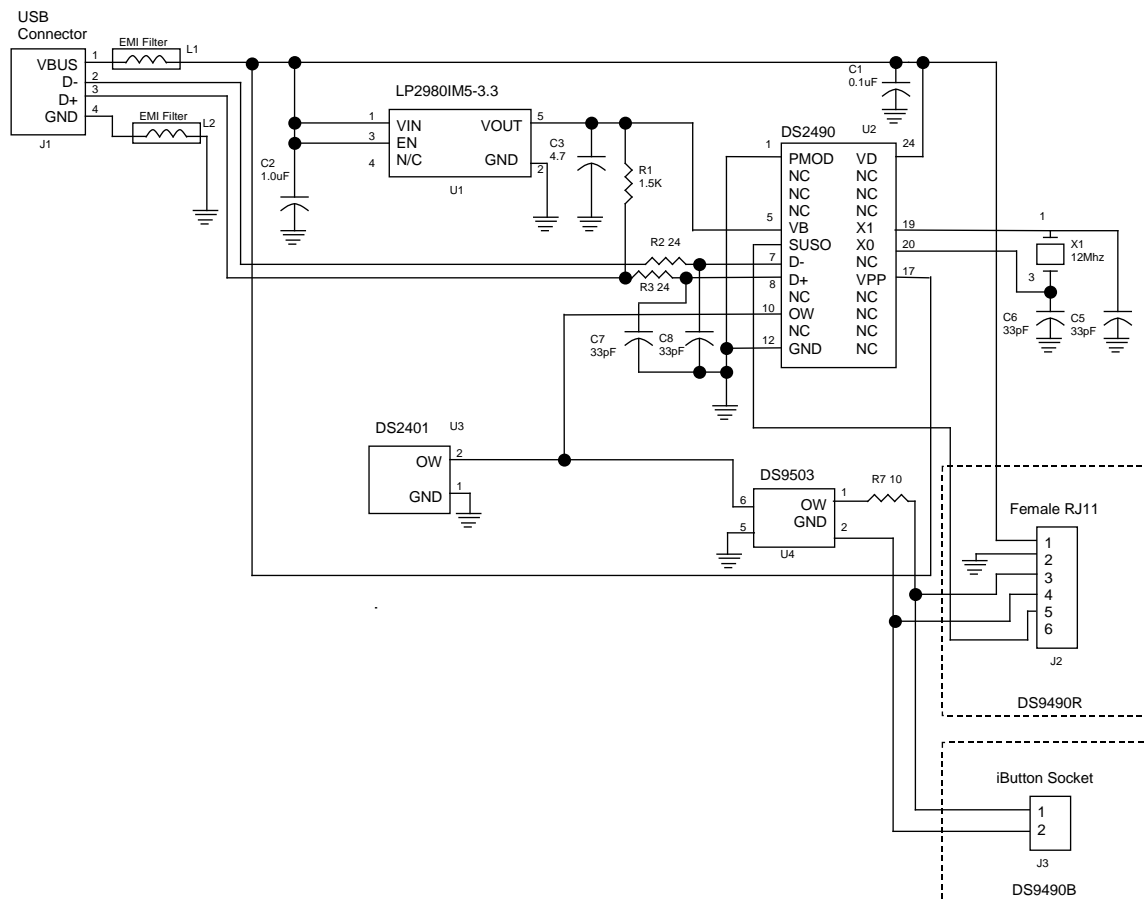 USB
Connector
VBUS
D-
D+
GND
1
2
3
4
J1
EMI Filter
L1
EMI Filter
L2
C2
1.0uF
LP2980IM5-3.3
1
3
4
VIN
EN
N/C
VOUT
GND
5
2
U1
C3
4.7
R1
1.5K
R2 24
R3 24
C7
33pF
C8
33pF
C1
0.1uF
DS2490
U2
1
5
7
8
10
12
PMOD
NC
NC
NC
VB
SUSO
D-
D+
NC
OW
NC
GND
VD
NC
NC
NC
X1
X0
NC
VPP
NC
NC
NC
NC
24
19
20
17
1
X1
12Mhz
3
C6
33pF
C5
33pF
DS2401
U3
OW
GND
2
1
DS9503
6
5
OW
GND
1
2
U4
R7 10
Female RJ11
1
2
3
4
5
6
J2
DS9490R
iButton Socket
1
2
J3
DS9490B